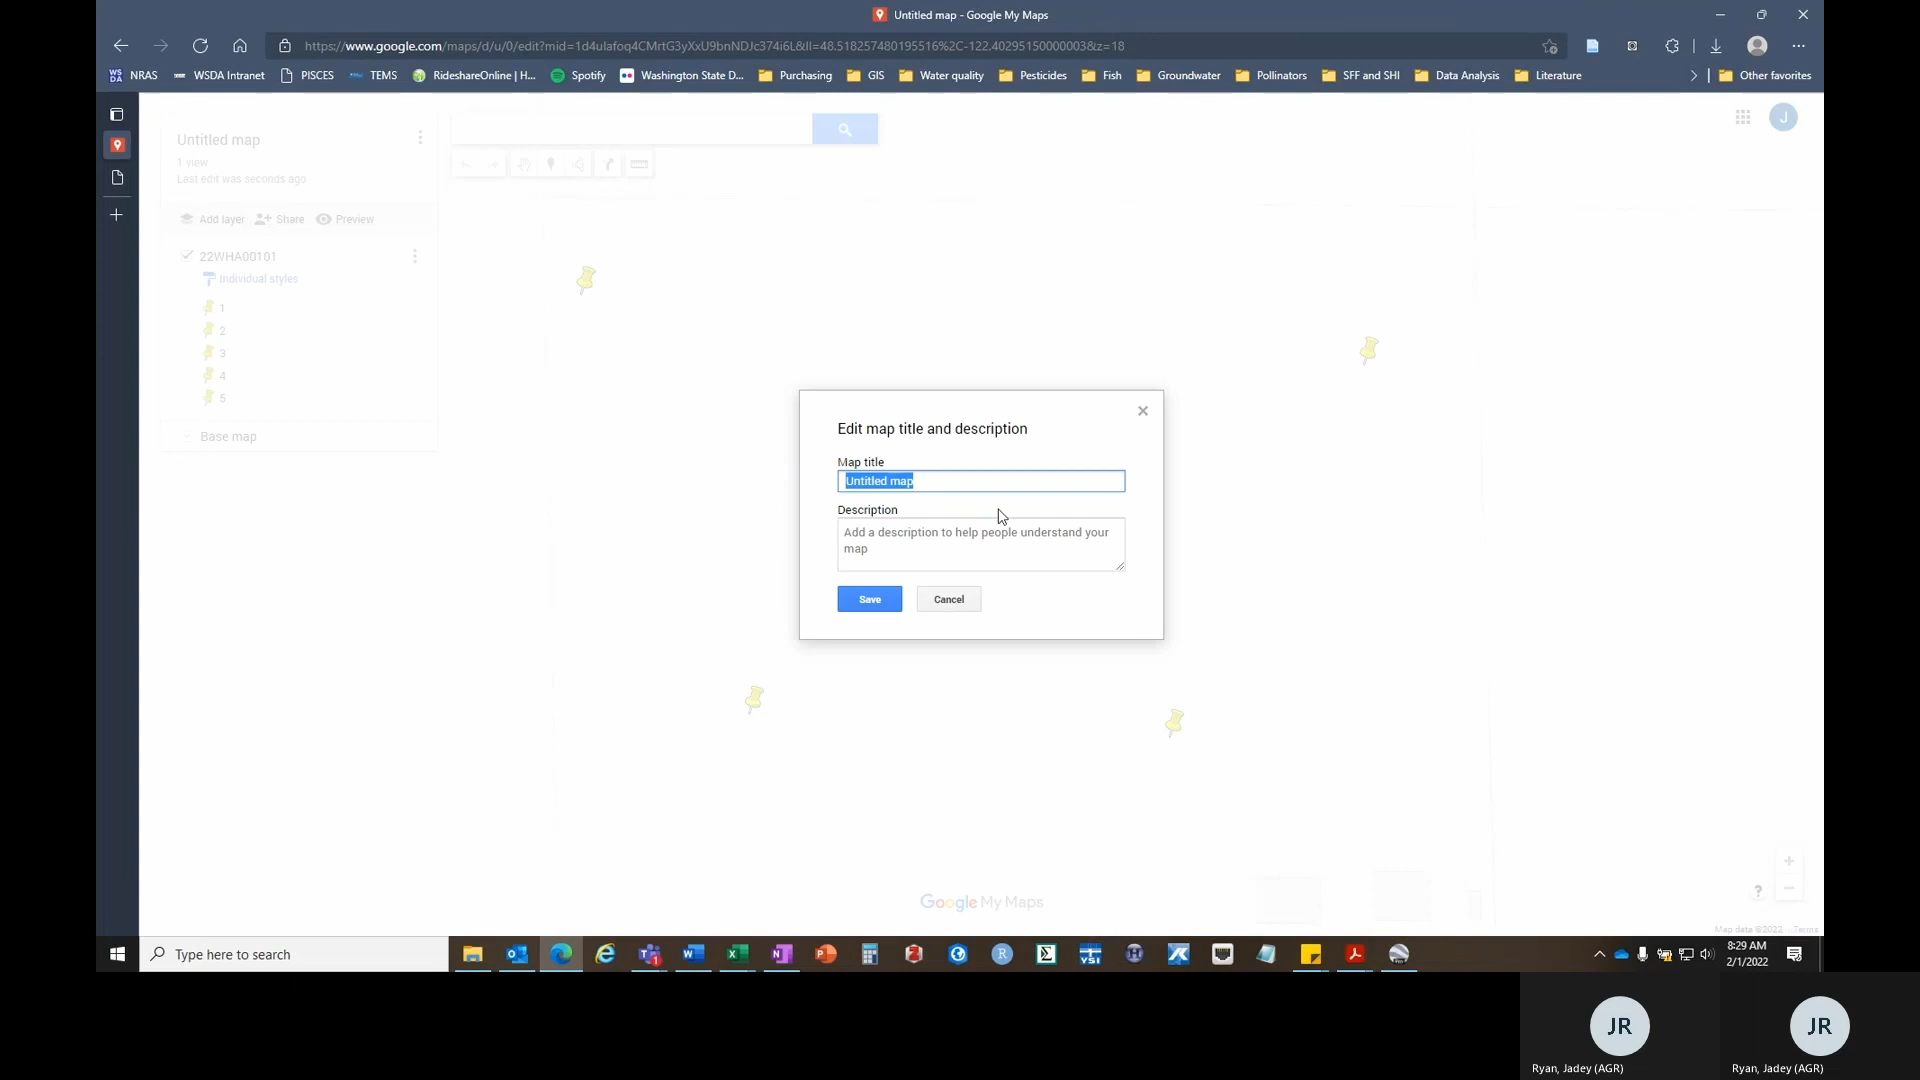 Untitled map - Google My Maps
https://www.google.com/maps/d/u/0/edit?mid=1d4ulafoq4CMrtG3yXxU9bnNDJc374i6L&ll=48.518257480195516%2C-122.40295150000003&z=18
NRAS
WSDA Intranet
PISCES
TEMS
RideshareOnline | H...
Spotify
Washington State D...
Purchasing
GIS
Water quality
Pesticides
Fish
Groundwater
Pollinators
SFF and SHI
Data Analysis
Literature
Other favorites
Untitled map
1 view
Last edit was seconds ago
Add layer
Share
Preview
22WHA00101
Individual styles
1
2
3
4
5
Base map
J
Edit map title and description
Map title
Untitled map
Description
Add a description to help people understand your
map
Save
Cancel
Google My Maps
Map data ©2022 Terms
Type here to search
8:29 AM
2/1/2022
JR
Ryan, Jadey (AGR)
JR
Ryan, Jadey (AGR)